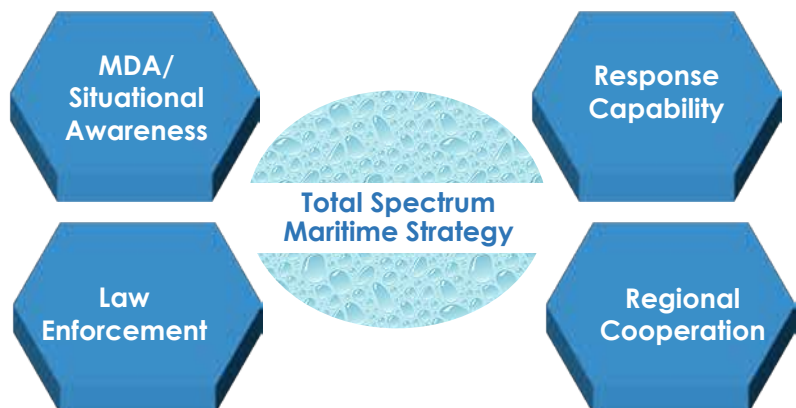 MDA/
Situational
Awareness
Response
Capability
Total Spectrum
Maritime Strategy
Law
Enforcement
Regional
Cooperation